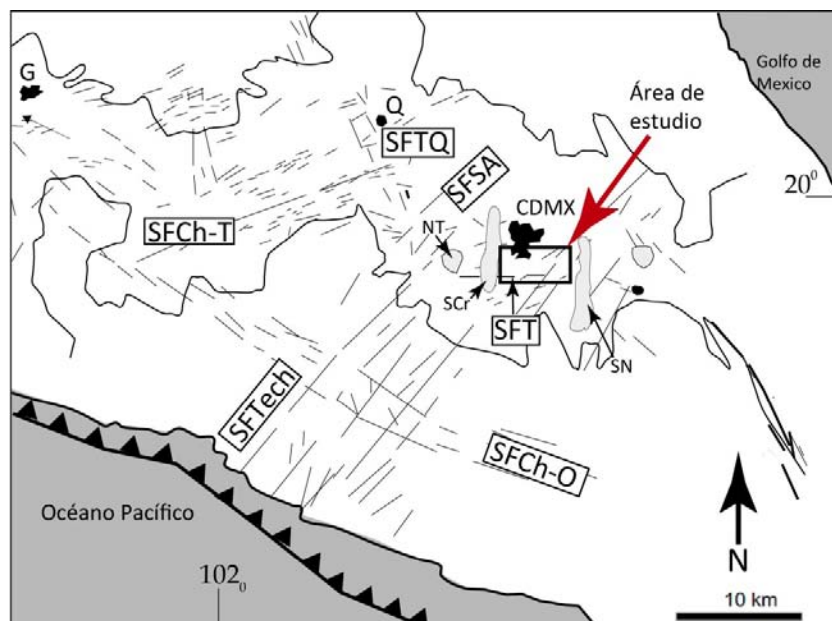 Golfo de
Mexico
G
Área de
estudio
Q
SFTQ
SFSA
20⁰
CDMX
NT
SFCh-T
SCr
SFT
SN
SFTech
SFCh-O
Océano Pacífico
N
102₀
10 km